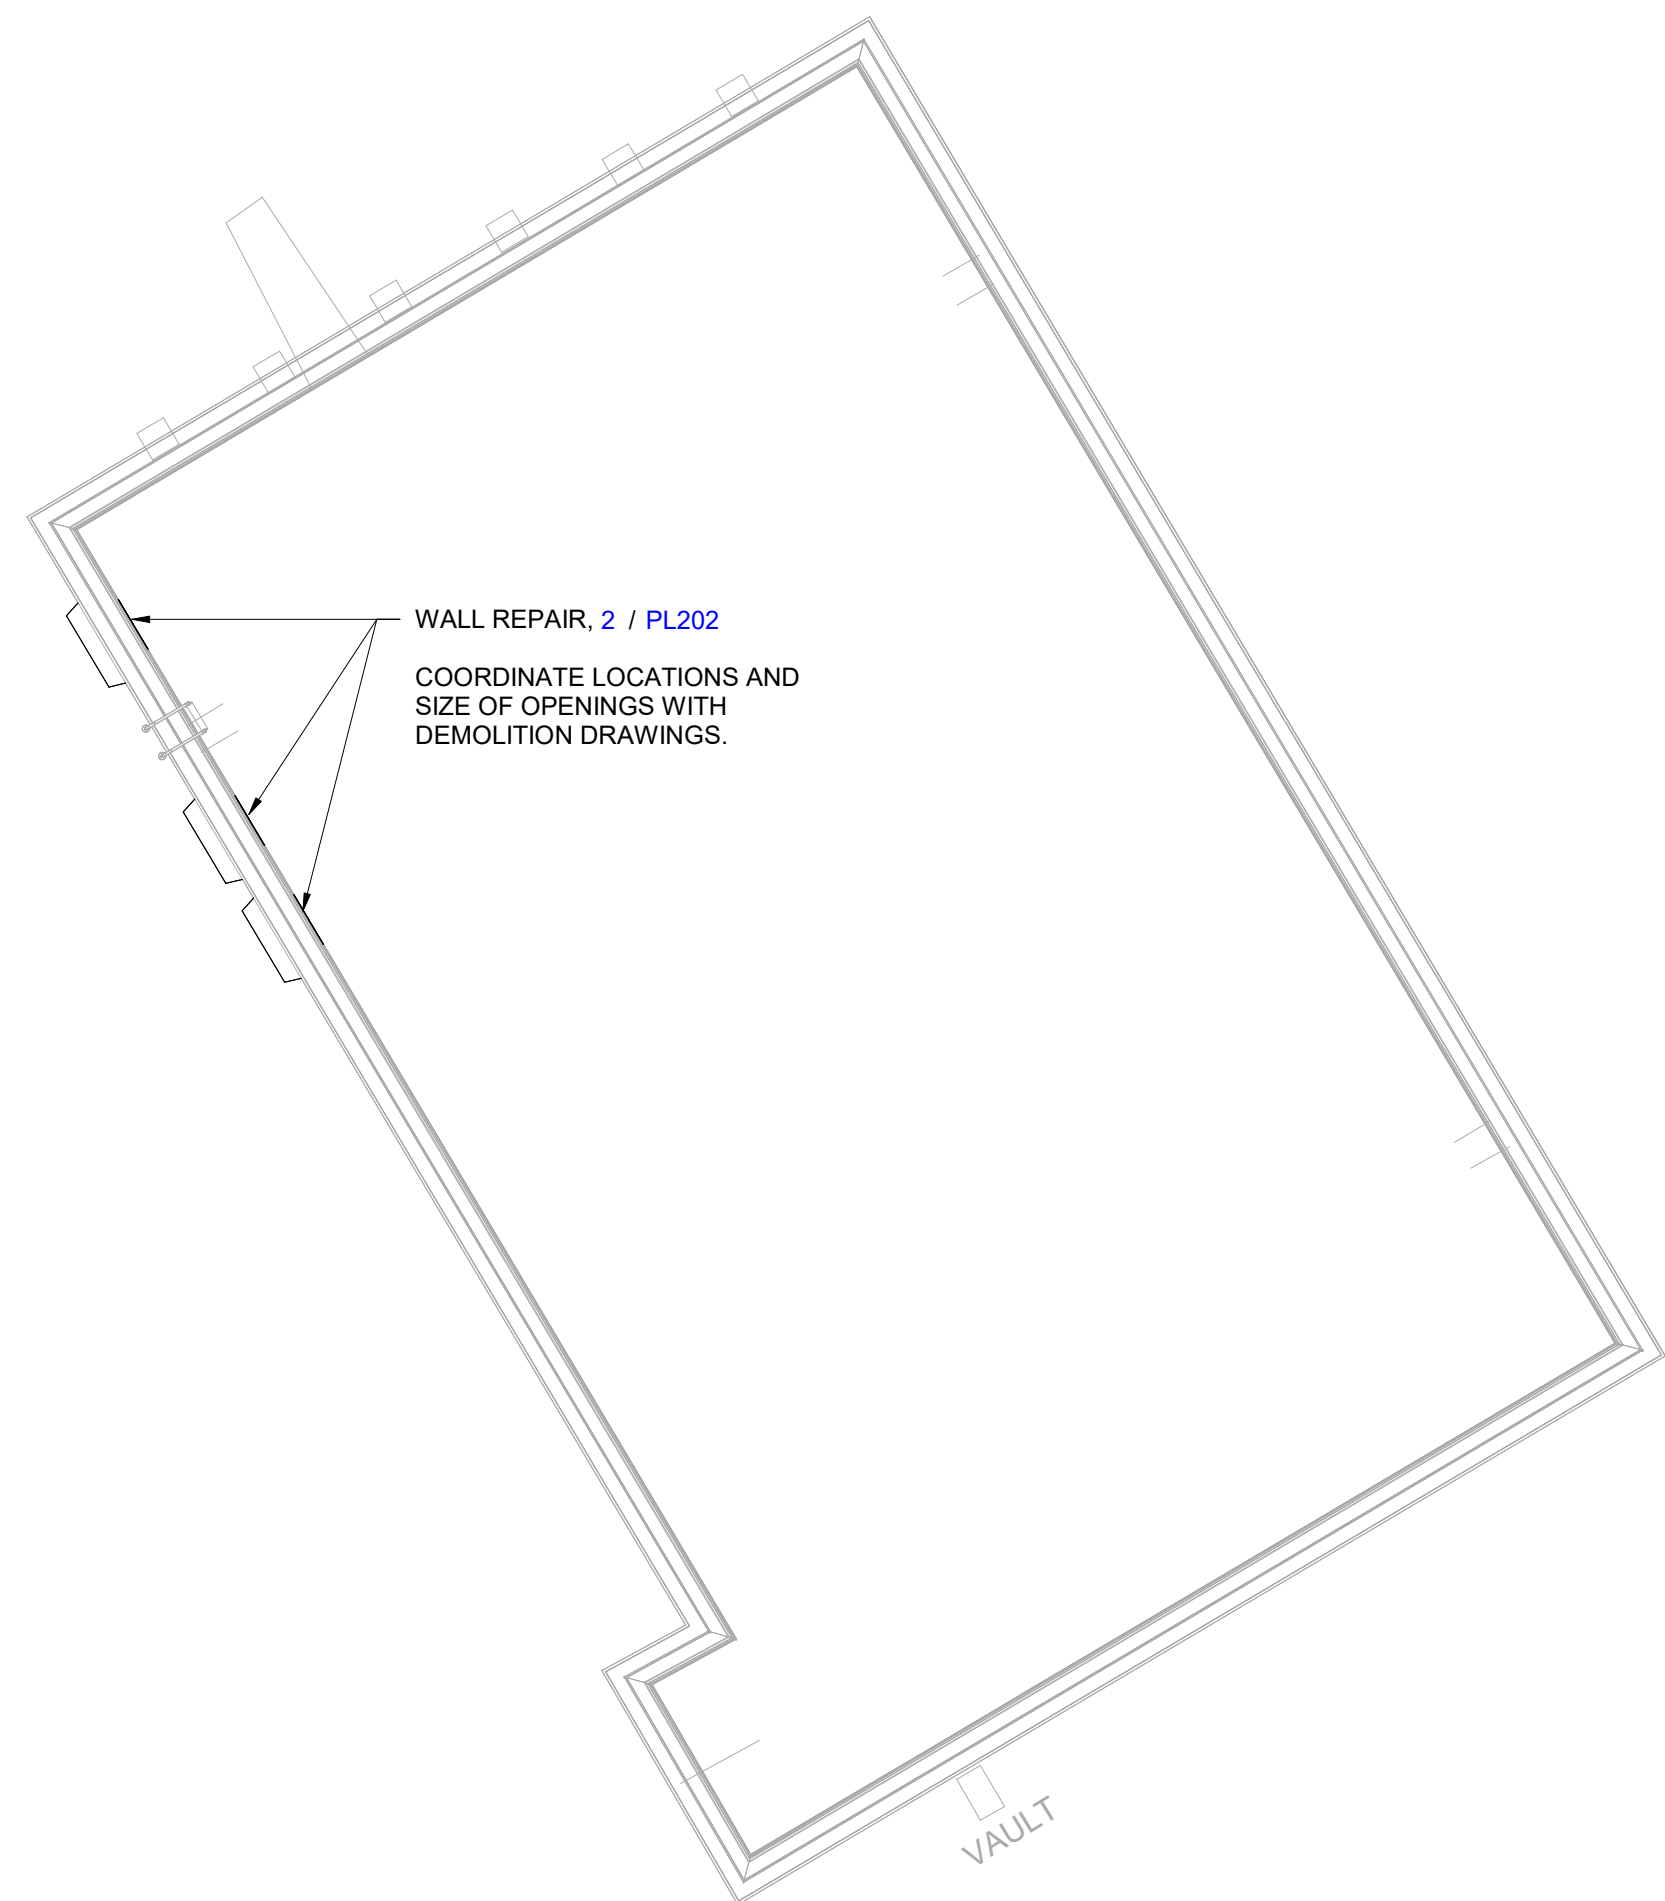 WALL REPAIR, 2 / PL202
COORDINATE LOCATIONS AND
SIZE OF OPENINGS WITH
DEMOLITION DRAWINGS.
VAULT